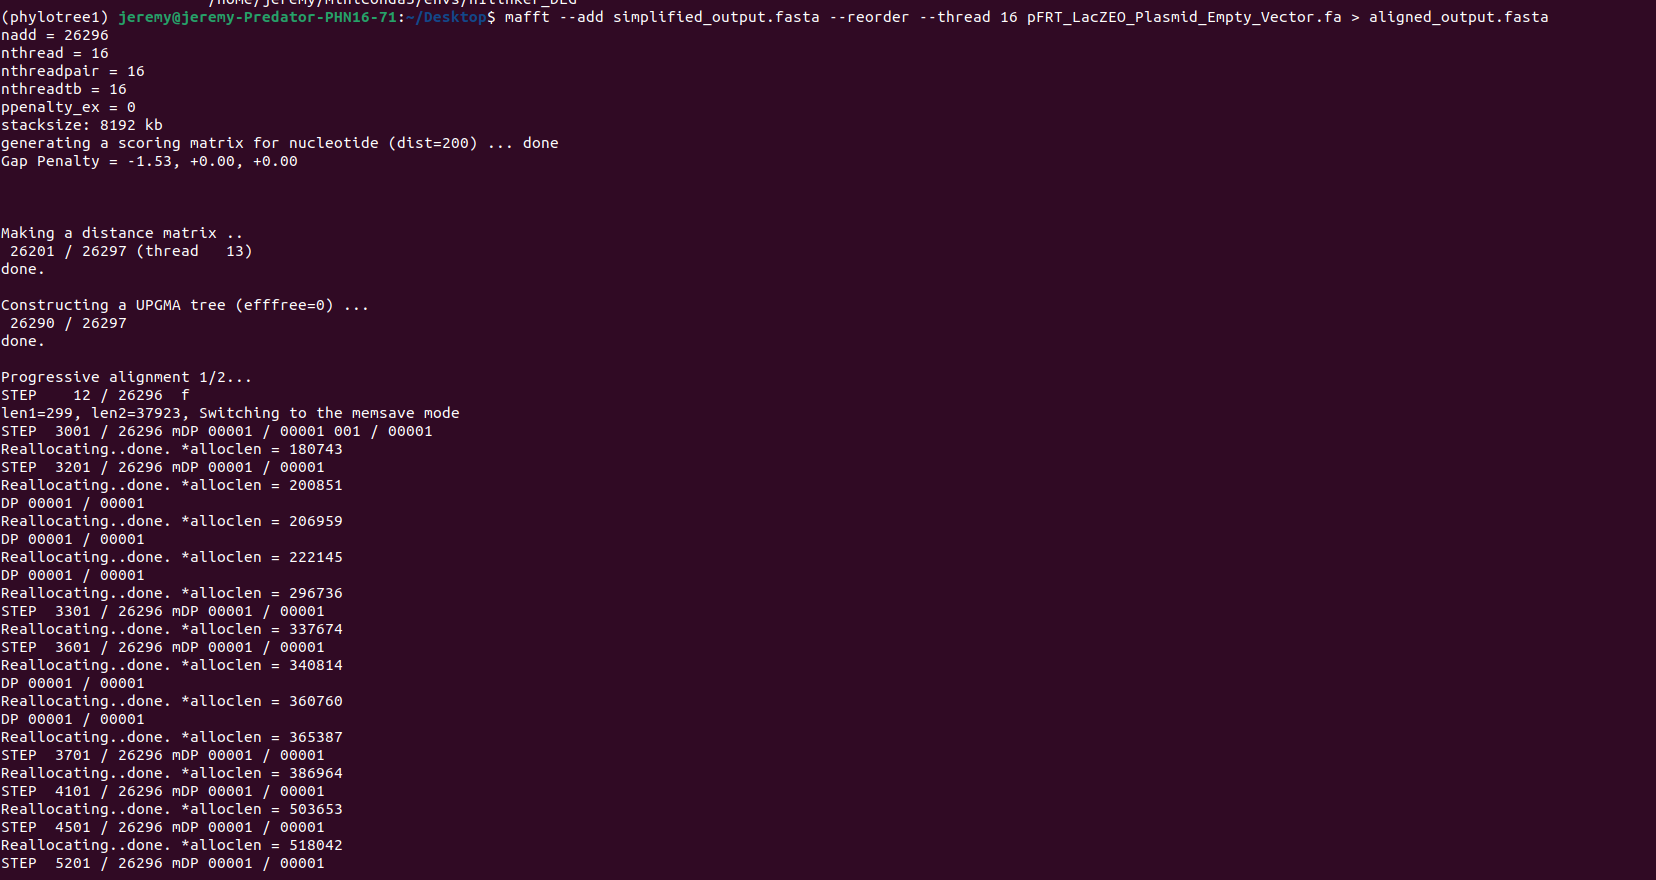 (phylotree1) jeremy@jeremy-Predator-PHN16-71:~/Desktop$ mafft --add simplified_output.fasta --reorder --thread 16 pFRT_LacZEO_Plasmid_Empty_Vector.fa > aligned_output.fasta
nadd = 26296
nthread = 16
nthreadpair = 16
nthreadtb = 16
ppenalty_ex = 0
stacksize: 8192 kb
generating a scoring matrix for nucleotide (dist=200) ... done
Gap Penalty = -1.53, +0.00, +0.00
Making a distance matrix ..
26201 / 26297 (thread   13)
done.
Constructing a UPGMA tree (efffree=0) ...
26290 / 26297
done.
Progressive alignment 1/2...
STEP    12 / 26296  f
len1=299, len2=37923, Switching to the memsave mode
STEP  3001 / 26296 mDP 00001 / 00001 001 / 00001
Reallocating..done. *alloclen = 180743
STEP  3201 / 26296 mDP 00001 / 00001
Reallocating..done. *alloclen = 200851
DP 00001 / 00001
Reallocating..done. *alloclen = 206959
DP 00001 / 00001
Reallocating..done. *alloclen = 222145
DP 00001 / 00001
Reallocating..done. *alloclen = 296736
STEP  3301 / 26296 mDP 00001 / 00001
Reallocating..done. *alloclen = 337674
STEP  3601 / 26296 mDP 00001 / 00001
Reallocating..done. *alloclen = 340814
DP 00001 / 00001
Reallocating..done. *alloclen = 360760
DP 00001 / 00001
Reallocating..done. *alloclen = 365387
STEP  3701 / 26296 mDP 00001 / 00001
Reallocating..done. *alloclen = 386964
STEP  4101 / 26296 mDP 00001 / 00001
Reallocating..done. *alloclen = 503653
STEP  4501 / 26296 mDP 00001 / 00001
Reallocating..done. *alloclen = 518042
STEP  5201 / 26296 mDP 00001 / 00001